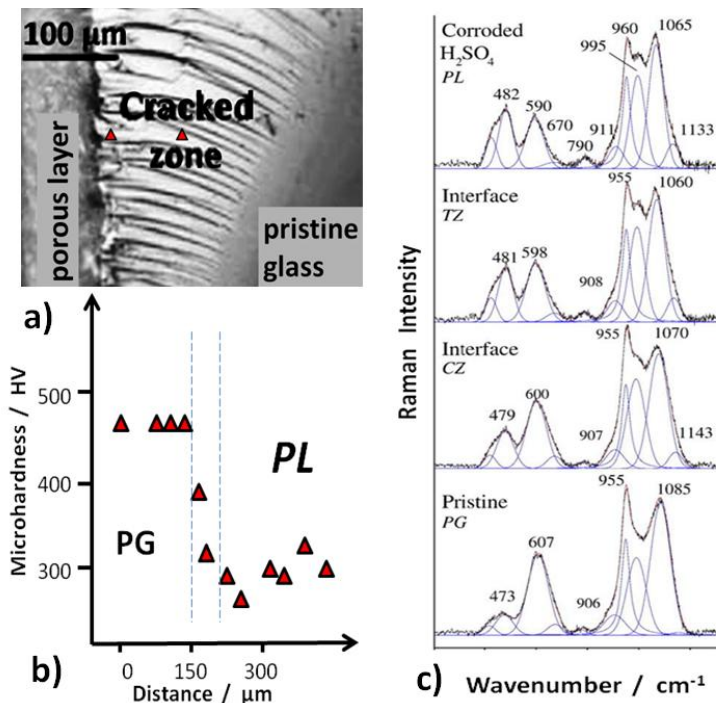 100 µm
Cracked
zone
porous layer
pristine
glass
a)
Microhardness / HV
500
400
300
PG
PL
0
150
300
Distance / µm
b)
Corroded
H₂SO₄
PL
482
590
670
790
911
960
995
1065
1133
Interface
TZ
481
598
908
955
1060
Interface
CZ
479
600
907
955
1070
1143
Pristine
PG
473
607
906
955
1085
Raman Intensity
c)
Wavenumber / cm⁻¹